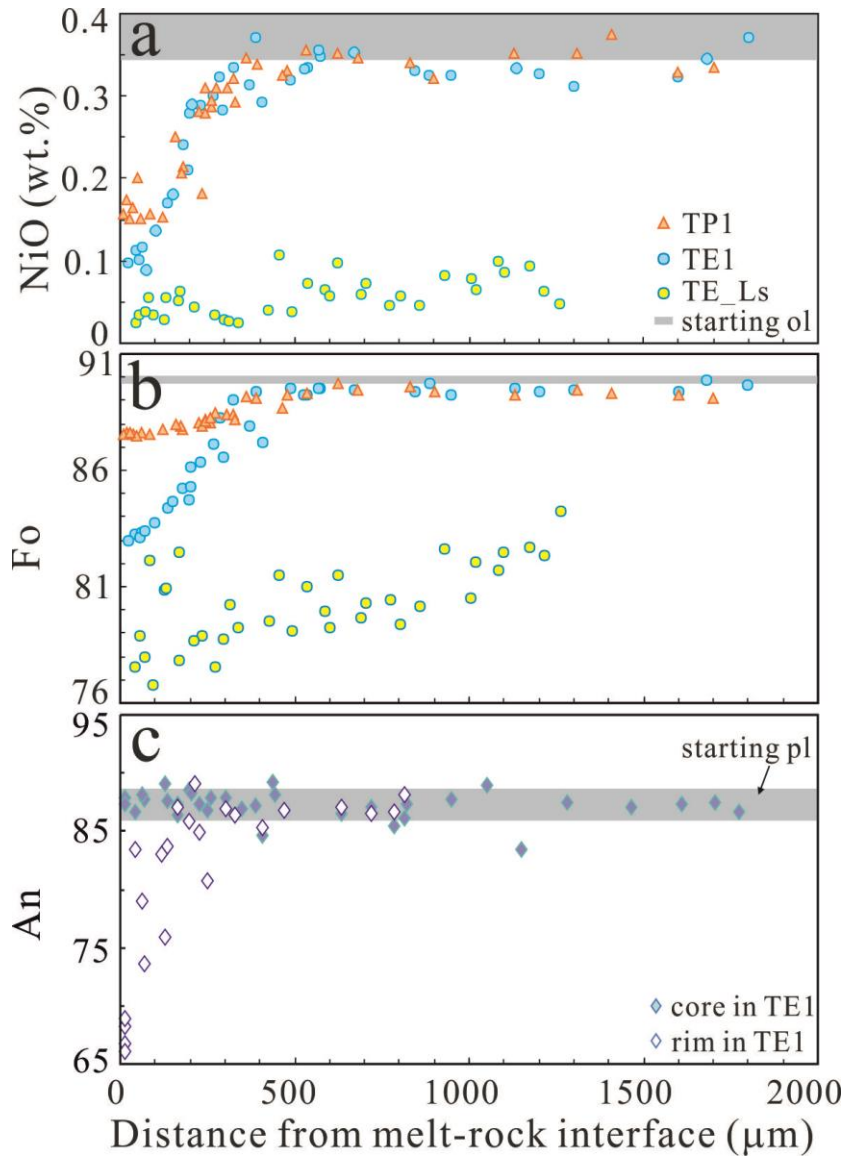 a
0.4
0.3
0.2
0.1
0
NiO (wt.%)
TP1
TE1
TE_Ls
starting ol
b
91
86
81
76
Fo
c
95
85
75
65
An
starting pl
core in TE1
rim in TE1
0 500 1000 1500 2000
Distance from melt-rock interface (μm)